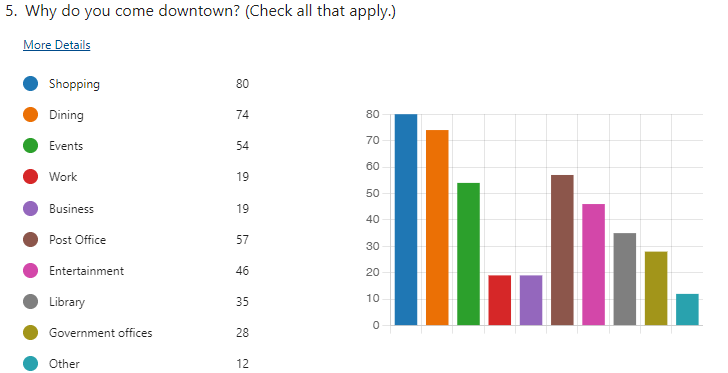 5. Why do you come downtown? (Check all that apply.)
More Details
Shopping 80
Dining 74
Events 54
Work 19
Business 19
Post Office 57
Entertainment 46
Library 35
Government offices 28
Other 12
80
70
60
50
40
30
20
10
0